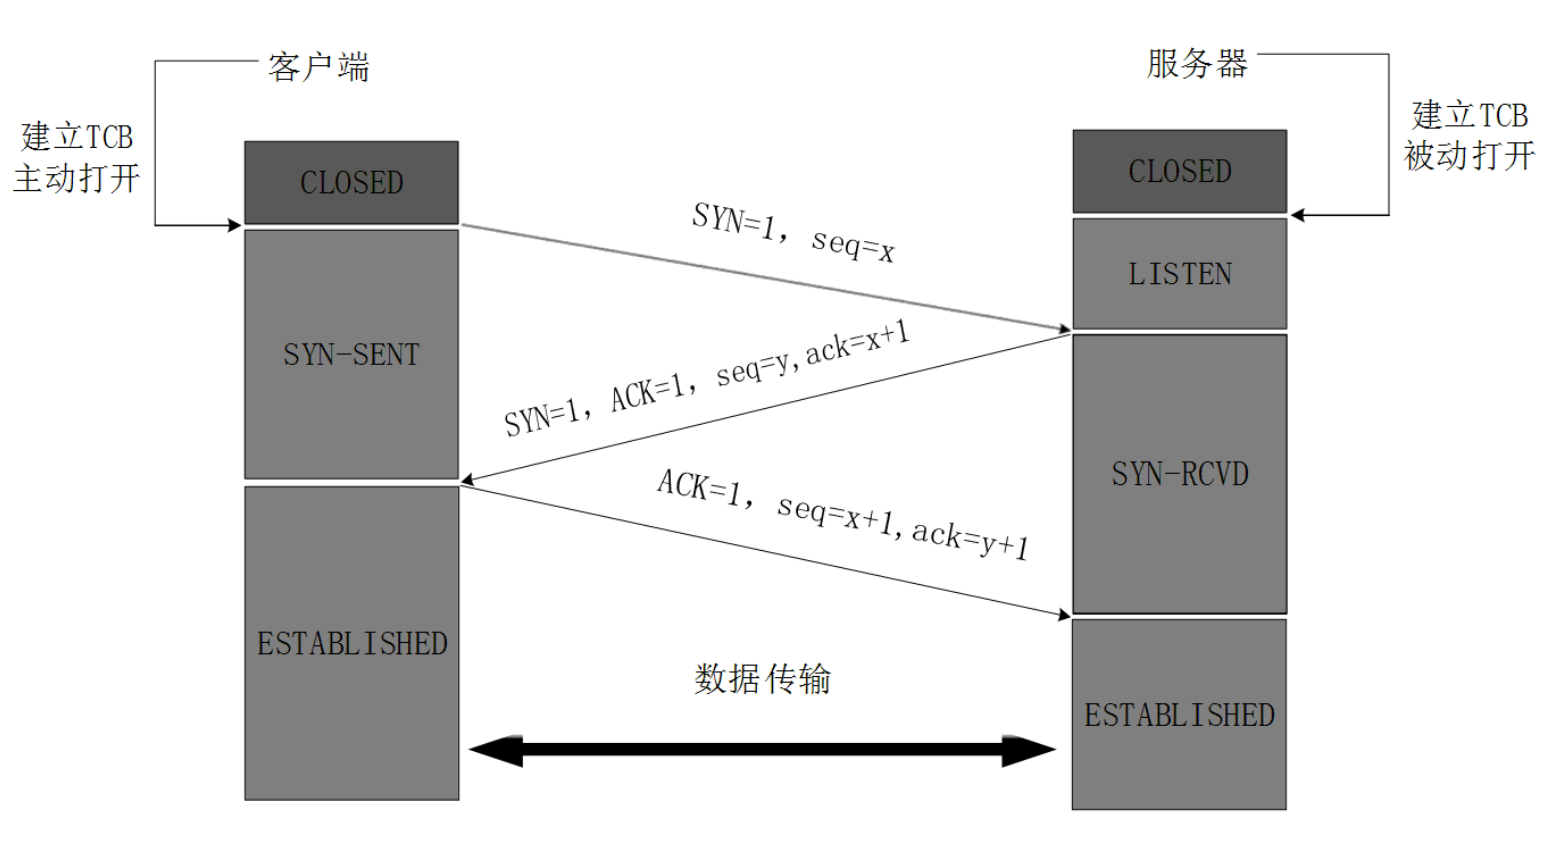 客户端
服务器
建立TCB
主动打开
建立TCB
被动打开
CLOSED
CLOSED
SYN=1, seq=x
LISTEN
SYN-SENT
SYN=1, ACK=1, seq=y,ack=x+1
SYN-RCVD
ACK=1, seq=x+1,ack=y+1
ESTABLISHED
数据传输
ESTABLISHED